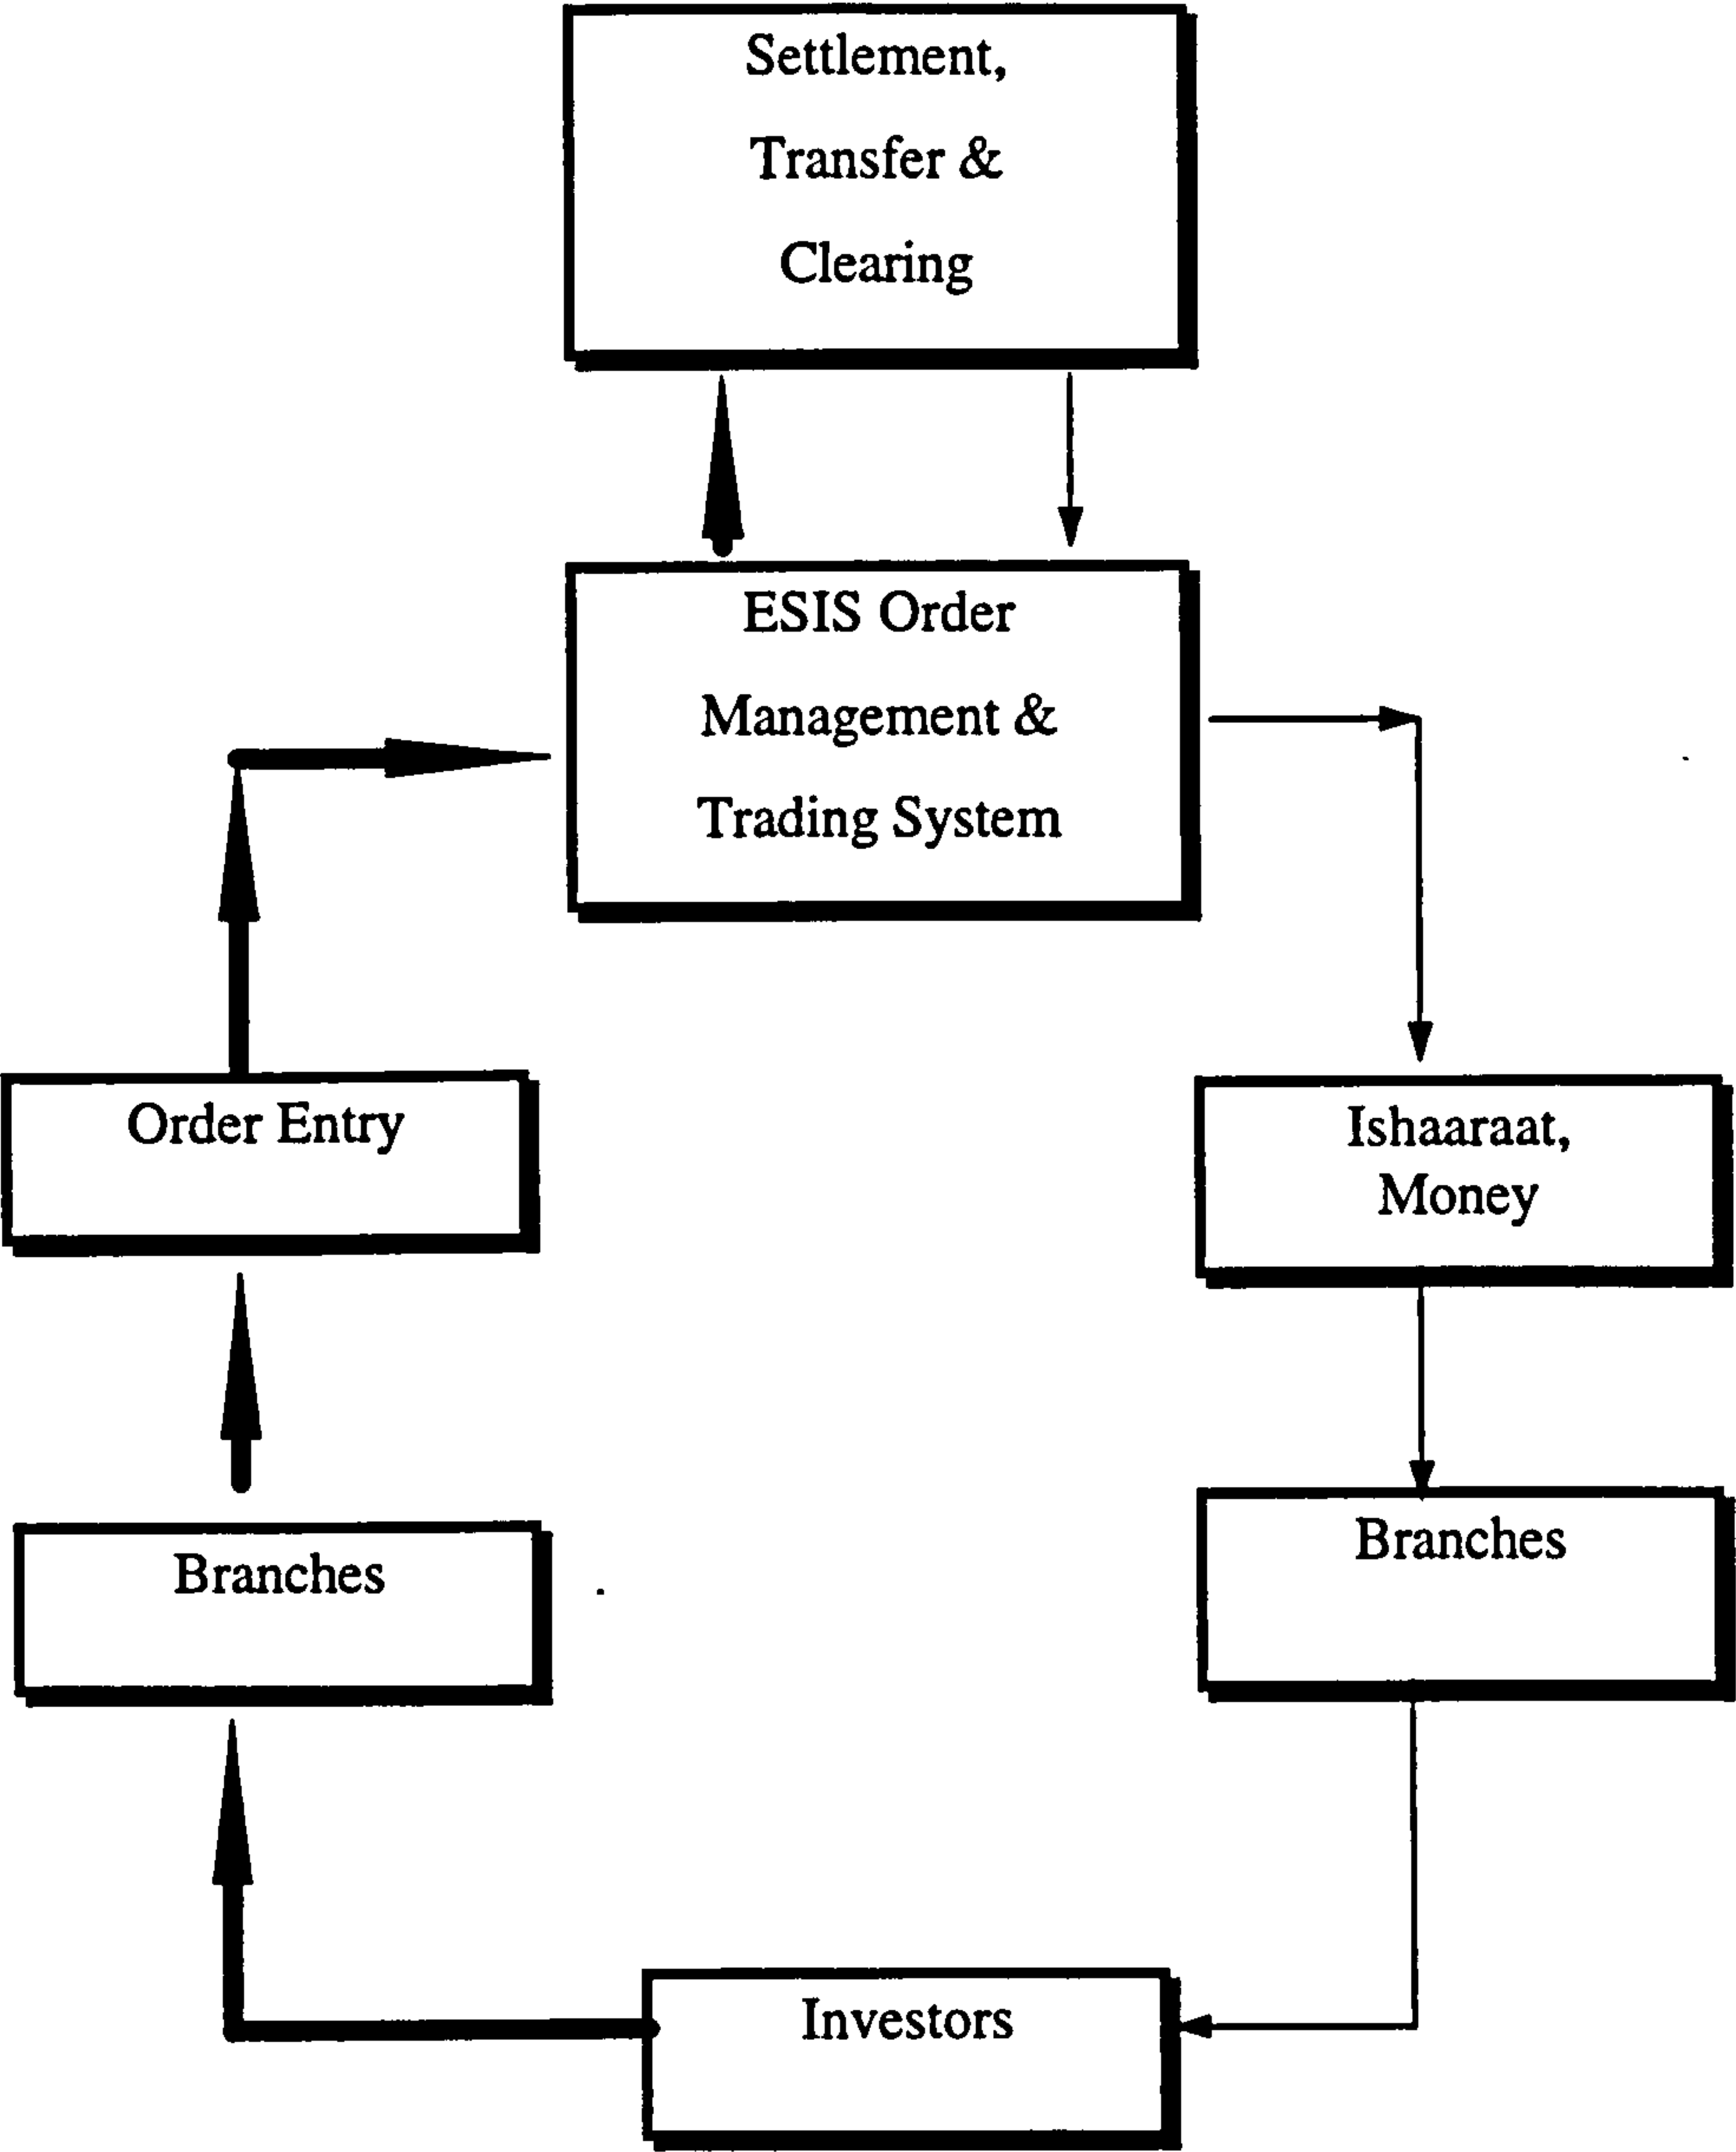 Settlement,
Transfer &
Clearing
ESIS Order
Management &
Trading System
Order Entry
Ishaaraat,
Money
Branches
Branches
Investors